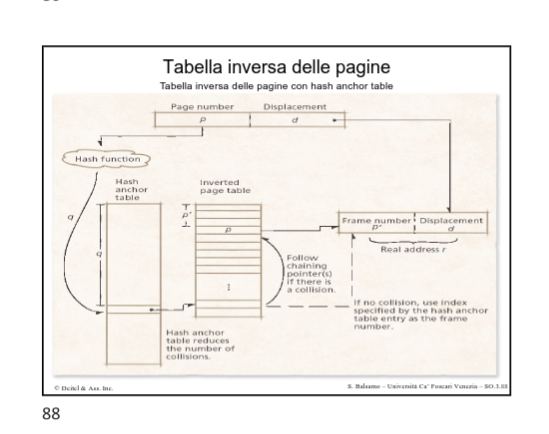 Tabella inversa delle pagine
Tabella inversa delle pagine con hash anchor table
Page number Displacement
p d
Hash function
Hash
anchor
table
Inverted
page table
q
q
p'
p
Frame number Displacement
p' d
Real address r
Follow
chaining
pointer(s)
if there is
a collision.
If no collision, use index
specified by the hash anchor
table entry as the frame
number.
Hash anchor
table reduces
the number of
collisions.
© Deitel & Ass. Inc.
S. Balsamo – Università Ca' Foscari Venezia – SO.3.88
88